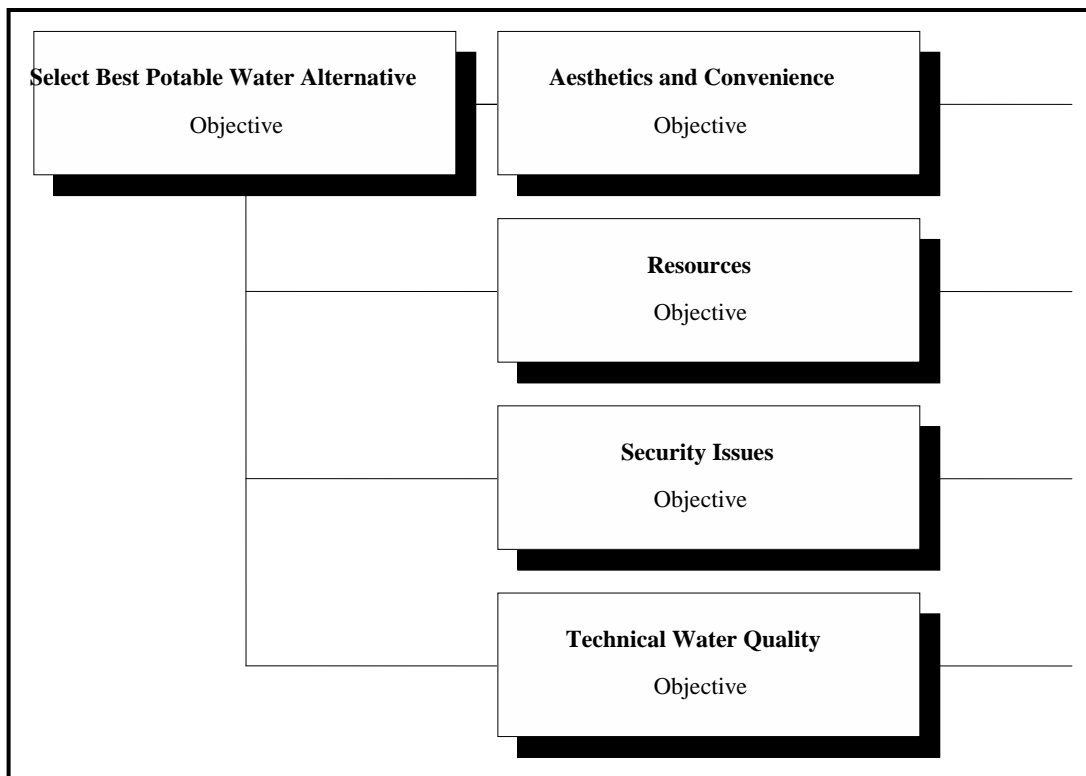 Select Best Potable Water Alternative
Objective
Aesthetics and Convenience
Objective
Resources
Objective
Security Issues
Objective
Technical Water Quality
Objective